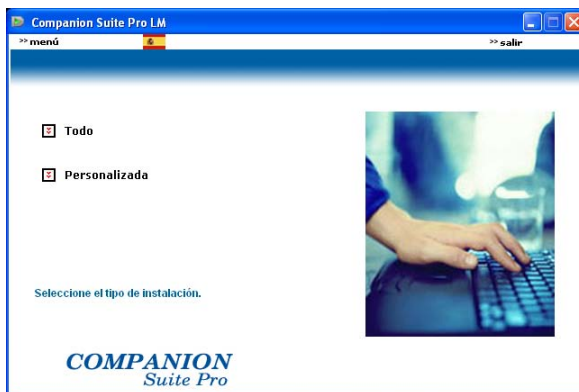 Companion Suite Pro LM
>> menú >> salir
Todo
Personalizada
Seleccione el tipo de instalación.
COMPANION
Suite Pro